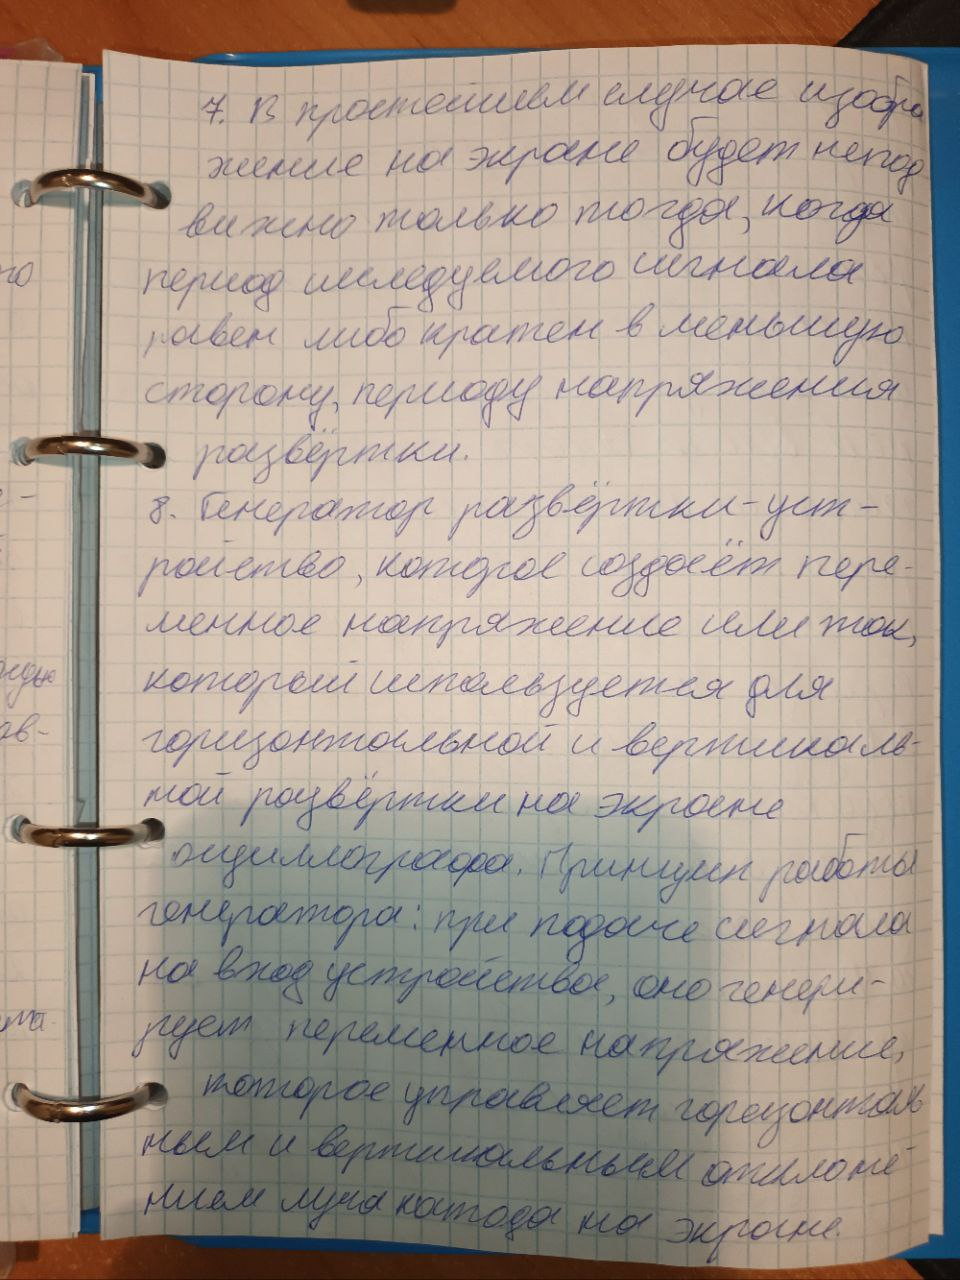 7. В простейшем случае изобра
жение на экране будет непод
вижно только тогда, когда
период исследуемого сигнала
равен либо кратен в меньшую
сторону, периоду напряжения
развёртки.
8. Генератор развёртки-уст-
ройство, которое создаёт пере-
менное напряжение или ток,
который используется для
горизонтальной и вертикаль-
ной развёртки на экране
осциллографа. Принцип работы
генератора: при подаче сигнала
на вход устройства, оно генери-
рует переменное напряжение,
которое управляет горизонталь
ным и вертикальным отклоне-
нием луча катода на экране.